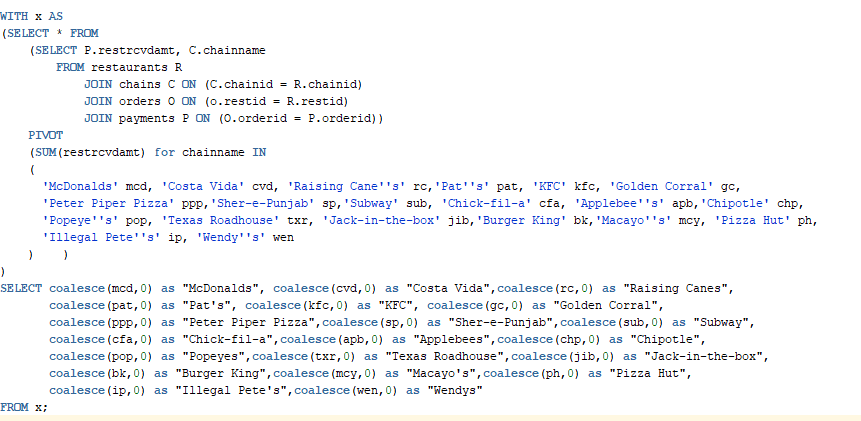 WITH x AS
(SELECT * FROM
(SELECT P.restrcvdamt, C.chainname
FROM restaurants R
JOIN chains C ON (C.chainid = R.chainid)
JOIN orders O ON (o.restid = R.restid)
JOIN payments P ON (O.orderid = P.orderid))
PIVOT
(SUM(restrcvdamt) for chainname IN
(
'McDonalds' mcd, 'Costa Vida' cvd, 'Raising Cane''s' rc,'Pat''s' pat, 'KFC' kfc, 'Golden Corral' gc,
'Peter Piper Pizza' ppp,'Sher-e-Punjab' sp,'Subway' sub, 'Chick-fil-a' cfa, 'Applebee''s' apb,'Chipotle' chp,
'Popeye''s' pop, 'Texas Roadhouse' txr, 'Jack-in-the-box' jib,'Burger King' bk,'Macayo''s' mcy, 'Pizza Hut' ph,
'Illegal Pete''s' ip, 'Wendy''s' wen
) )
)
SELECT coalesce(mcd,0) as "McDonalds", coalesce(cvd,0) as "Costa Vida",coalesce(rc,0) as "Raising Canes",
coalesce(pat,0) as "Pat's", coalesce(kfc,0) as "KFC", coalesce(gc,0) as "Golden Corral",
coalesce(ppp,0) as "Peter Piper Pizza",coalesce(sp,0) as "Sher-e-Punjab",coalesce(sub,0) as "Subway",
coalesce(cfa,0) as "Chick-fil-a",coalesce(apb,0) as "Applebees",coalesce(chp,0) as "Chipotle",
coalesce(pop,0) as "Popeyes",coalesce(txr,0) as "Texas Roadhouse",coalesce(jib,0) as "Jack-in-the-box",
coalesce(bk,0) as "Burger King",coalesce(mcy,0) as "Macayo's",coalesce(ph,0) as "Pizza Hut",
coalesce(ip,0) as "Illegal Pete's",coalesce(wen,0) as "Wendys"
FROM x;